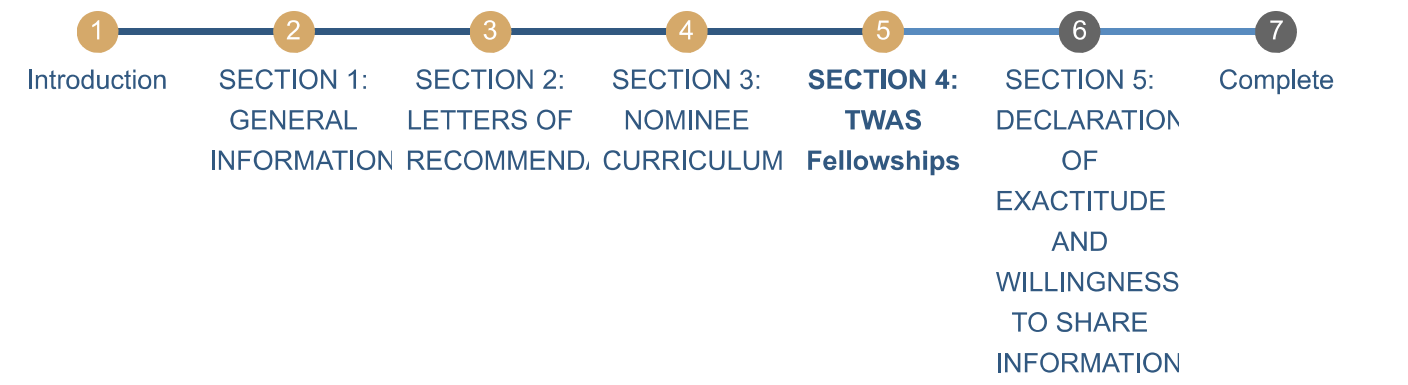 1
Introduction
2
SECTION 1:
GENERAL
INFORMATION
3
SECTION 2:
LETTERS OF
RECOMMENDA
4
SECTION 3:
NOMINEE
CURRICULUM
5
SECTION 4:
TWAS
Fellowships
6
SECTION 5:
DECLARATION
OF
EXACTITUDE
AND
WILLINGNESS
TO SHARE
INFORMATION
7
Complete